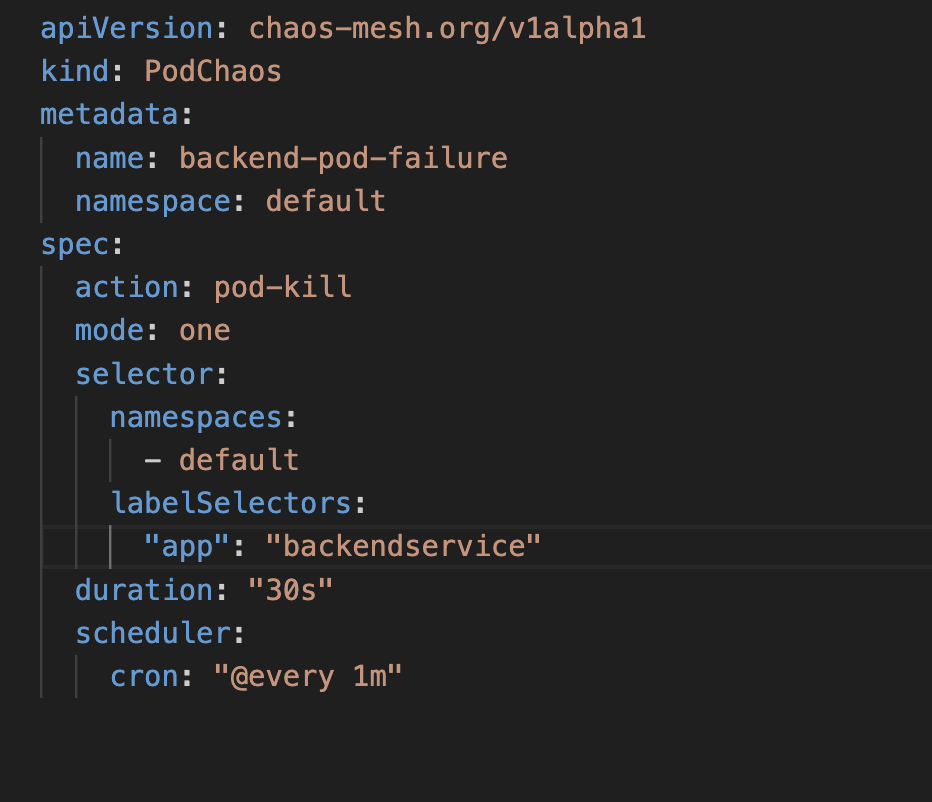 apiVersion: chaos-mesh.org/v1alpha1
kind: PodChaos
metadata:
  name: backend-pod-failure
  namespace: default
spec:
  action: pod-kill
  mode: one
  selector:
    namespaces:
      - default
    labelSelectors:
      "app": "backendservice"
  duration: "30s"
  scheduler:
    cron: "@every 1m"